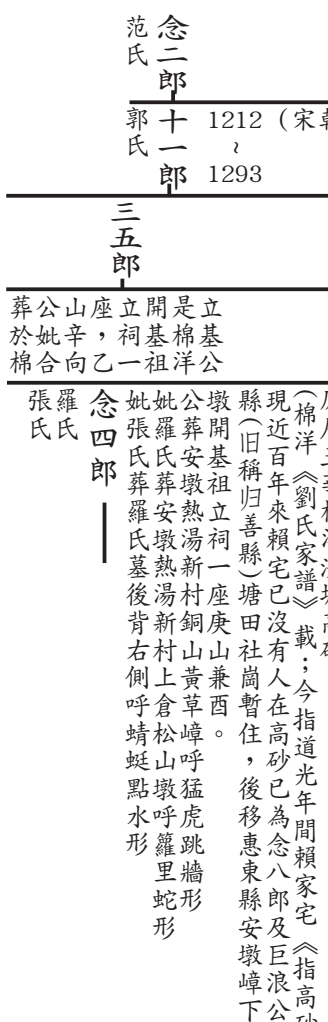 念二郎
范氏
1212（宋
～
1293
十一郎
郭氏
三五郎
立基公
是棉洋
開基祖
立祠一
座，乙
山辛向
公妣合
葬於棉
（棉洋《劉氏家譜》載；今指道光年間賴家宅《指高砂
現近百年來賴宅已沒有人在高砂已為念八郎及巨浪公
縣（旧稱归善縣）塘田社崗暫住，後移惠東縣安墩嶂下
墩開基祖立祠一座庚山兼酉。
公葬安墩熱湯新村銅山黃草嶂呼猛虎跳牆形
妣羅氏葬安墩熱湯新村上倉松山墩呼籮里蛇形
妣張氏葬羅氏墓後背右側呼蜻蜓點水形
念四郎
羅氏
張氏